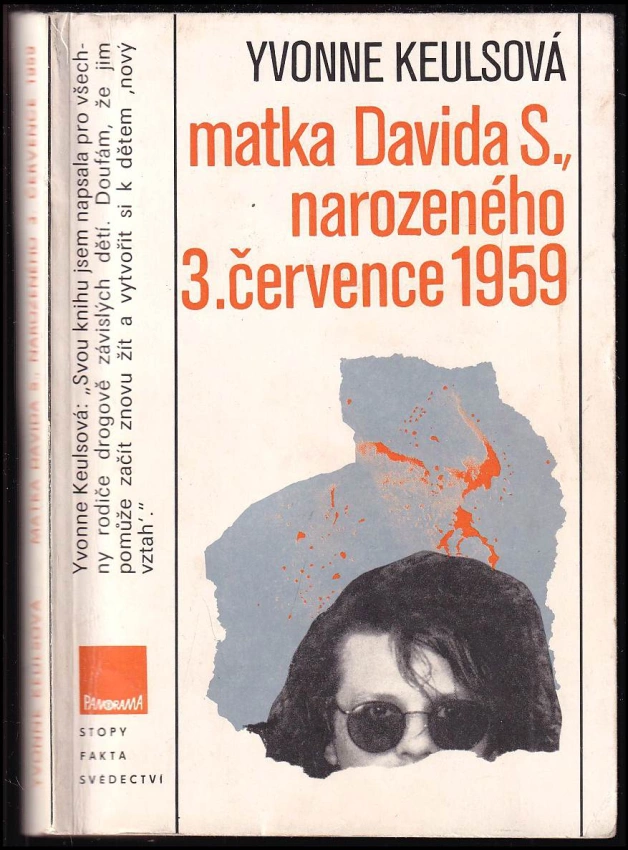 YVONNE KEULSOVÁ
matka Davida S.,
narozeného
3. července 1959
Yvonne Keulsová: „Svou knihu jsem napsala pro všech-
ny rodiče drogově závislých dětí. Doufám, že jim
pomůže začít znovu žít a vytvořit si k dětem ‚nový
vztah‘.“
PANORAMA
STOPY
FAKTA
SVĚDECTVÍ
YVONNE KEULSOVÁ MATKA DAVIDA S., NAROZENÉHO 3. ČERVENCE 1959